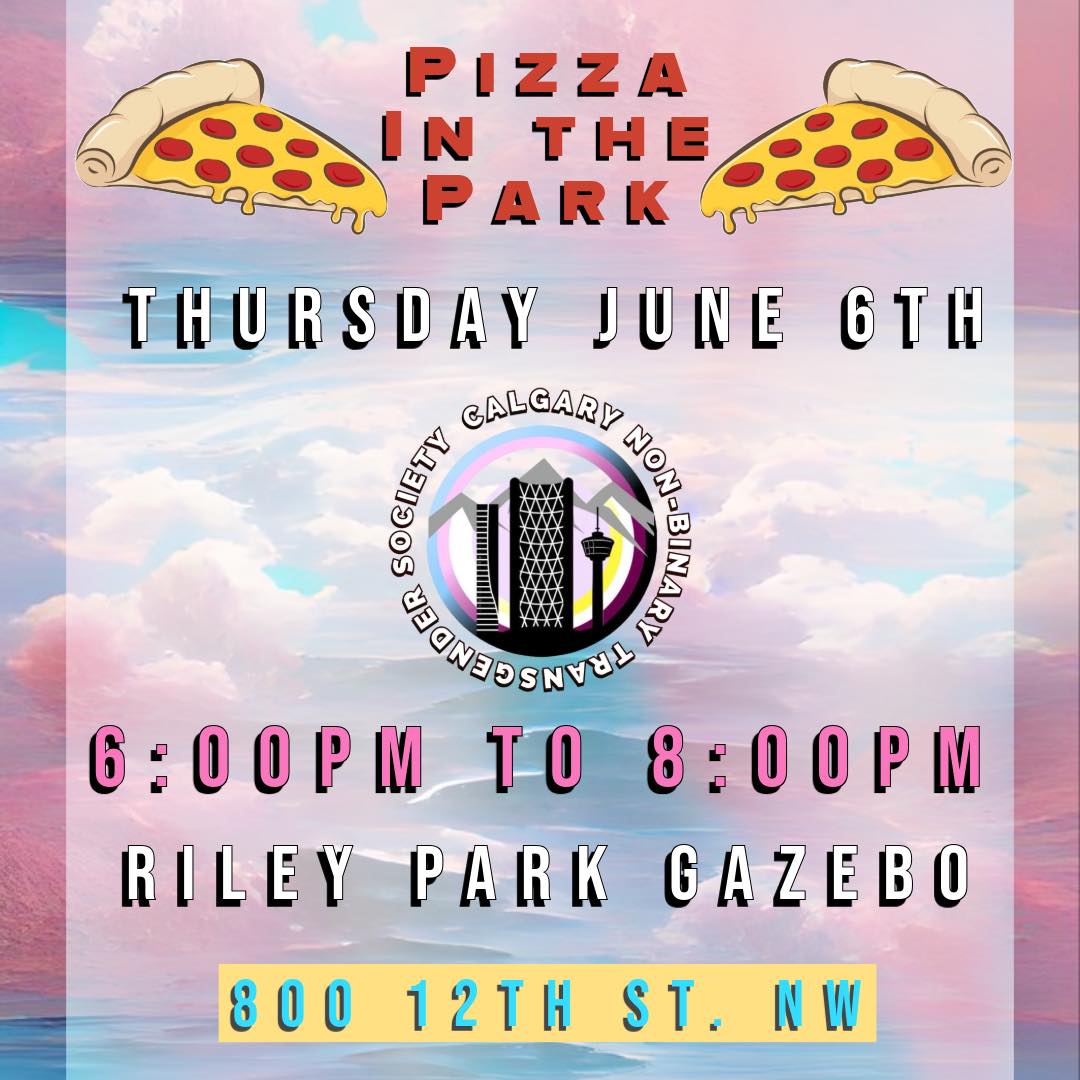 PIZZA
IN THE
PARK
THURSDAY JUNE 6TH
CALGARY NON-BINARY TRANSGENDER SOCIETY
6:00PM TO 8:00PM
RILEY PARK GAZEBO
800 12TH ST. NW